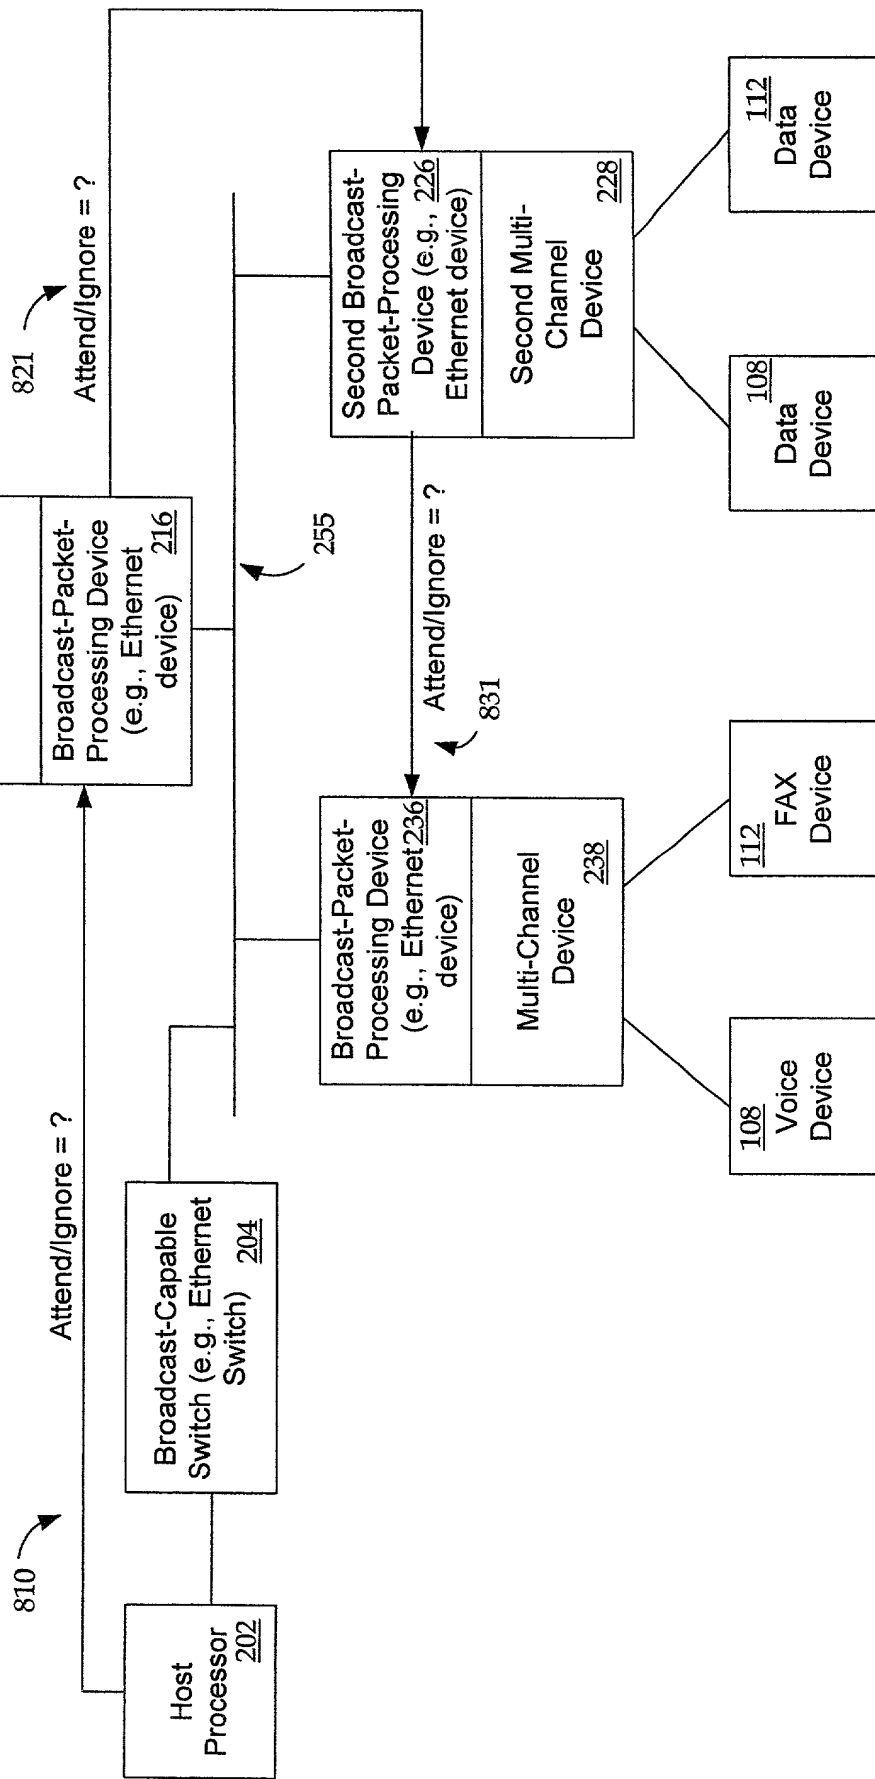 810
Attend/Ignore = ?
821
Attend/Ignore = ?
Host
Processor
202
Broadcast-Capable
Switch (e.g., Ethernet
Switch) 204
Broadcast-Packet-
Processing Device
(e.g., Ethernet 216
device)
255
Broadcast-Packet-
Processing Device
(e.g., Ethernet 236
device)
Multi-Channel
Device 238
831
Attend/Ignore = ?
Second Broadcast-
Packet-Processing
Device (e.g., 226
Ethernet device)
Second Multi-
Channel
Device 228
108
Voice
Device
112
FAX
Device
108
Data
Device
112
Data
Device